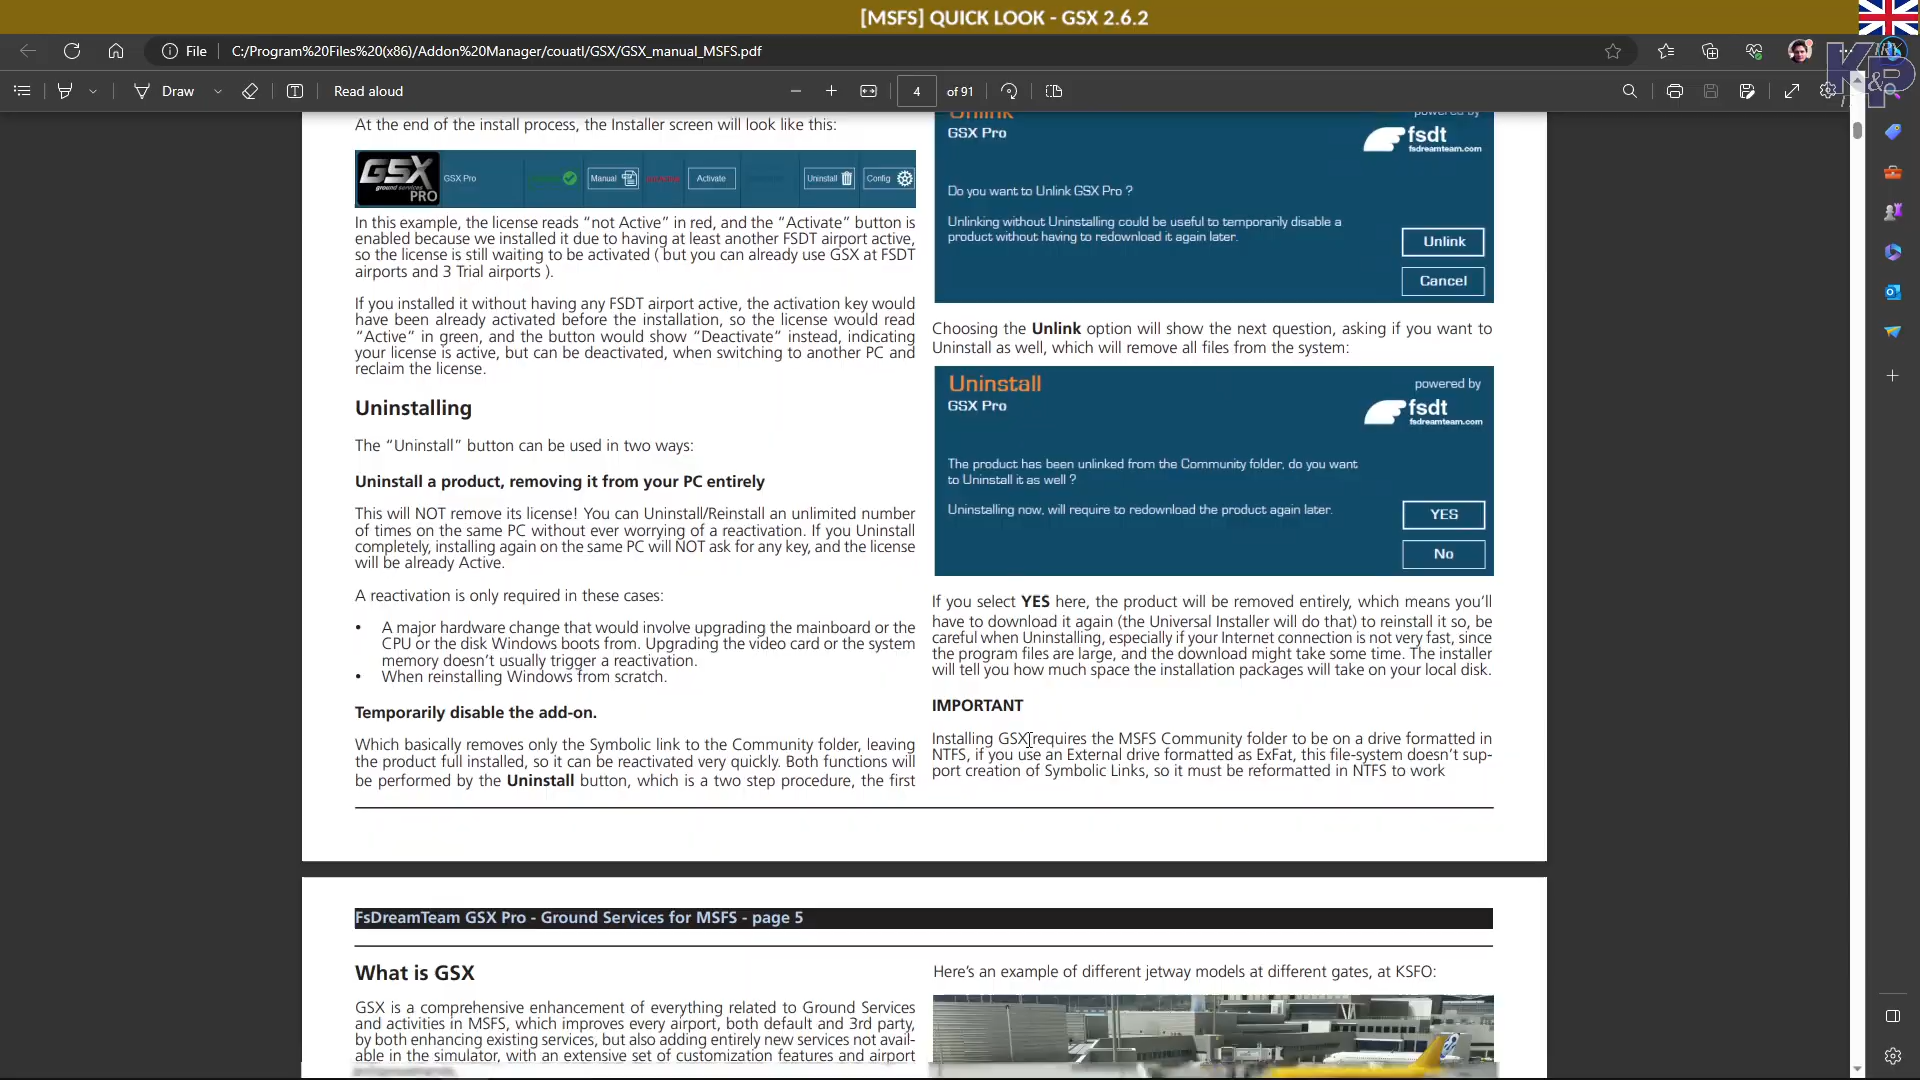 [MSFS] QUICK LOOK - GSX 2.6.2
File
C:/Program%20Files%20(x86)/Addon%20Manager/couatl/GSX/GSX_manual_MSFS.pdf
K&P
Draw
Read aloud
4
of 91
At the end of the install process, the Installer screen will look like this:
GSX
ground services
PRO
GSX Pro
Manual
Activate
Uninstall
Config
In this example, the license reads “not Active” in red, and the “Activate” button is
enabled because we installed it due to having at least another FSDT airport active,
so the license is still waiting to be activated ( but you can already use GSX at FSDT
airports and 3 Trial airports ).
If you installed it without having any FSDT airport active, the activation key would
have been already activated before the installation, so the license would read
“Active” in green, and the button would show “Deactivate” instead, indicating
your license is active, but can be deactivated, when switching to another PC and
reclaim the license.
Uninstalling
The “Uninstall” button can be used in two ways:
Uninstall a product, removing it from your PC entirely
This will NOT remove its license! You can Uninstall/Reinstall an unlimited number
of times on the same PC without ever worrying of a reactivation. If you Uninstall
completely, installing again on the same PC will NOT ask for any key, and the license
will be already Active.
A reactivation is only required in these cases:
• A major hardware change that would involve upgrading the mainboard or the
CPU or the disk Windows boots from. Upgrading the video card or the system
memory doesn’t usually trigger a reactivation.
• When reinstalling Windows from scratch.
Temporarily disable the add-on.
Which basically removes only the Symbolic link to the Community folder, leaving
the product full installed, so it can be reactivated very quickly. Both functions will
be performed by the Uninstall button, which is a two step procedure, the first
Unlink
powered by
GSX Pro
fsdt
fsdreamteam.com
Do you want to Unlink GSX Pro ?
Unlinking without Uninstalling could be useful to temporarily disable a
product without having to redownload it again later.
Unlink
Cancel
Choosing the Unlink option will show the next question, asking if you want to
Uninstall as well, which will remove all files from the system:
Uninstall
powered by
GSX Pro
fsdt
fsdreamteam.com
The product has been unlinked from the Community folder, do you want
to Uninstall it as well ?
Uninstalling now, will require to redownload the product again later.
YES
No
If you select YES here, the product will be removed entirely, which means you’ll
have to download it again (the Universal Installer will do that) to reinstall it so, be
careful when Uninstalling, especially if your Internet connection is not very fast, since
the program files are large, and the download might take some time. The installer
will tell you how much space the installation packages will take on your local disk.
IMPORTANT
Installing GSX requires the MSFS Community folder to be on a drive formatted in
NTFS, if you use an External drive formatted as ExFat, this file-system doesn’t sup-
port creation of Symbolic Links, so it must be reformatted in NTFS to work
FsDreamTeam GSX Pro - Ground Services for MSFS - page 5
What is GSX
GSX is a comprehensive enhancement of everything related to Ground Services
and activities in MSFS, which improves every airport, both default and 3rd party,
by both enhancing existing services, but also adding entirely new services not avail-
able in the simulator, with an extensive set of customization features and airport
Here’s an example of different jetway models at different gates, at KSFO: